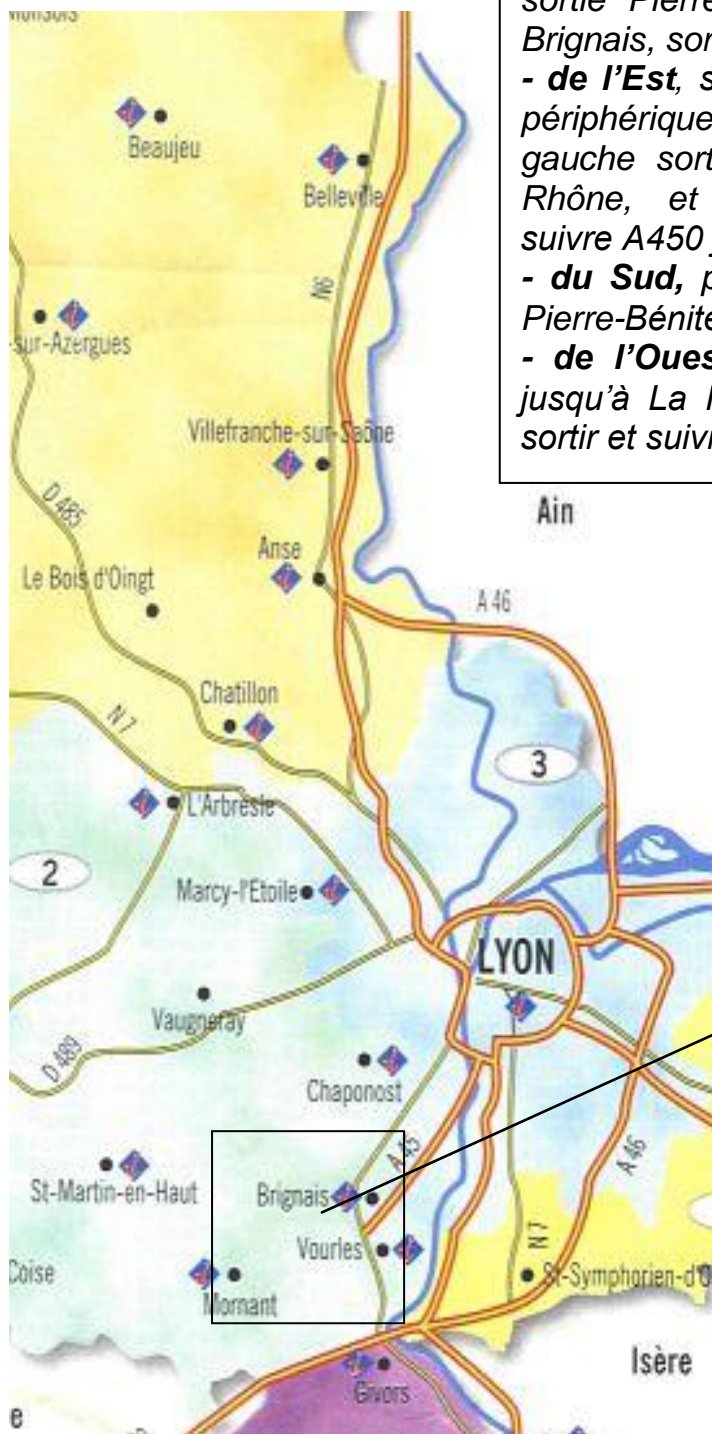 sortie Pierre
Brignais, sor
- de l'Est, s
périphérique
gauche sort
Rhône, et
suivre A450
- du Sud, p
Pierre-Bénite
- de l'Oues
jusqu'à La
sortir et suivi
Beaujeu
Belleville
N6
-sur-Azergues
Villefranche-sur-Saône
D 485
Ain
Anse
Le Bois d'Oingt
A 46
Chatillon
N 7
3
L'Arbresle
2
Marcy-l'Etoile
LYON
Vaugneray
D 489
Chaponost
A 45
A 46
St-Martin-en-Haut
Brignais
Vourles
N 7
Coise
Mornant
St-Symphorien-d'O
Isère
Givors
e